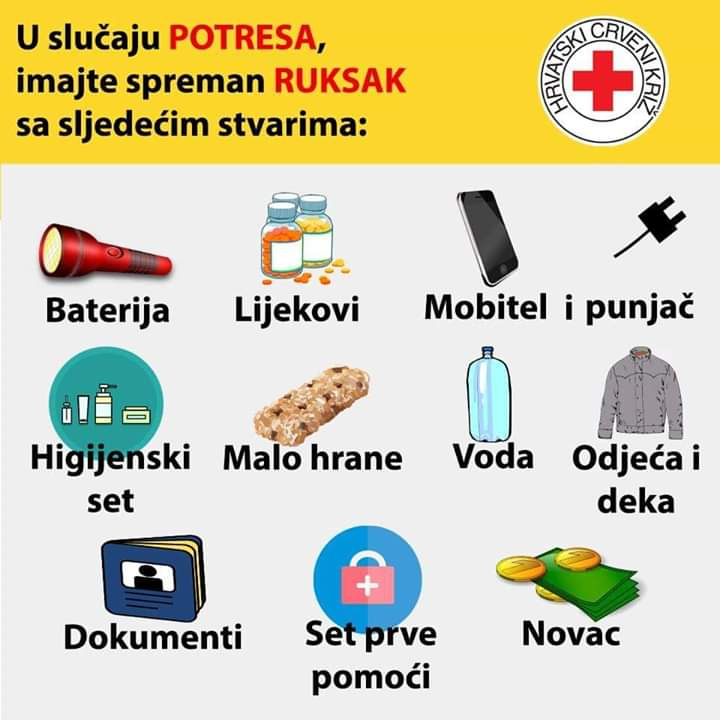 U slučaju POTRESA,
imajte spreman RUKSAK
sa sljedećim stvarima:
HRVATSKI CRVENI KRIŽ
Baterija
Lijekovi
Mobitel i punjač
Higijenski
set
Malo hrane
Voda
Odjeća i
deka
Dokumenti
Set prve
pomoći
Novac